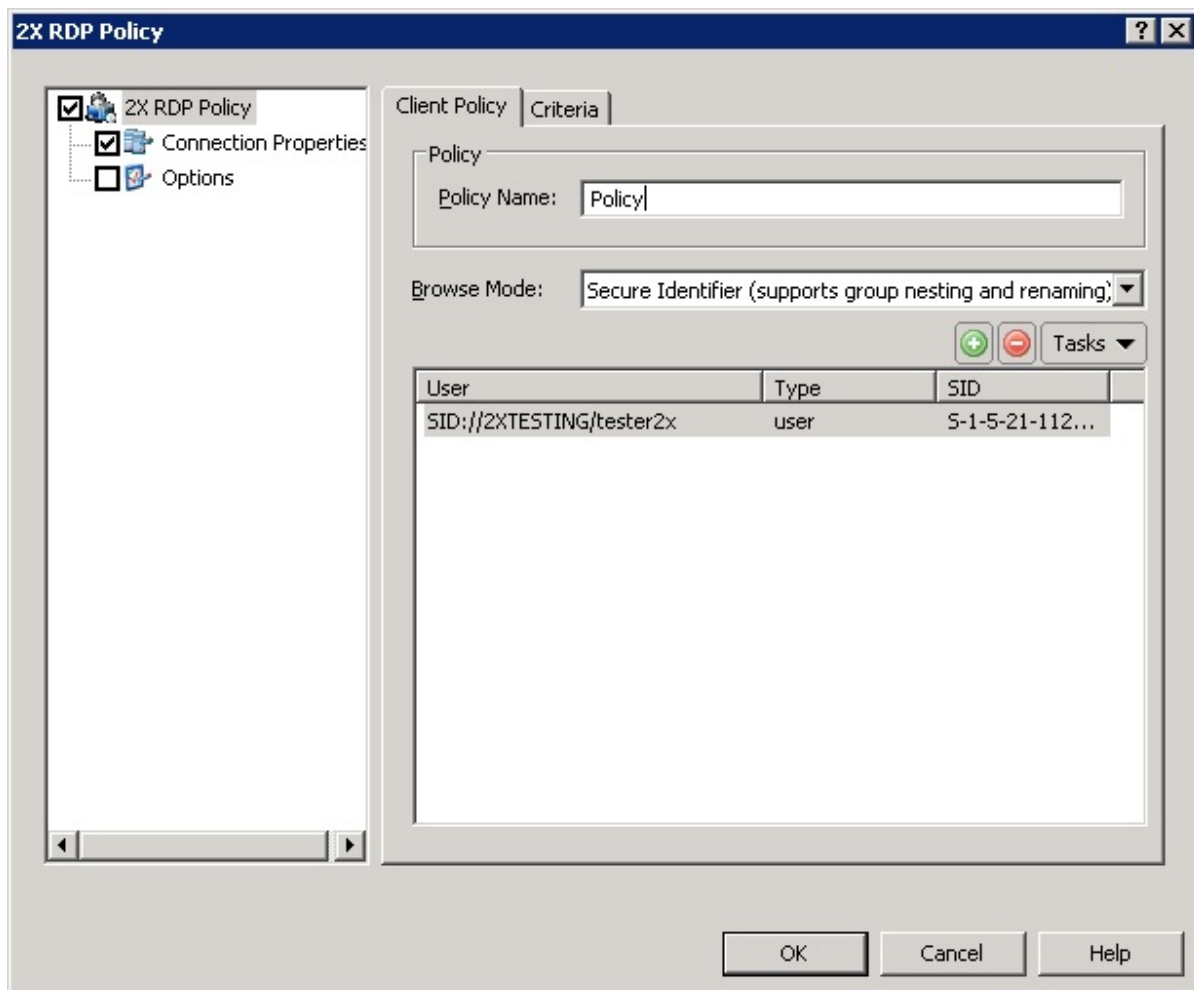 2X RDP Policy
2X RDP Policy
Connection Properties
Options
Client Policy
Criteria
Policy
Policy Name:
Policy
Browse Mode:
Secure Identifier (supports group nesting and renaming)
Tasks
User
Type
SID
SID://2XTESTING/tester2x
user
S-1-5-21-112...
OK
Cancel
Help